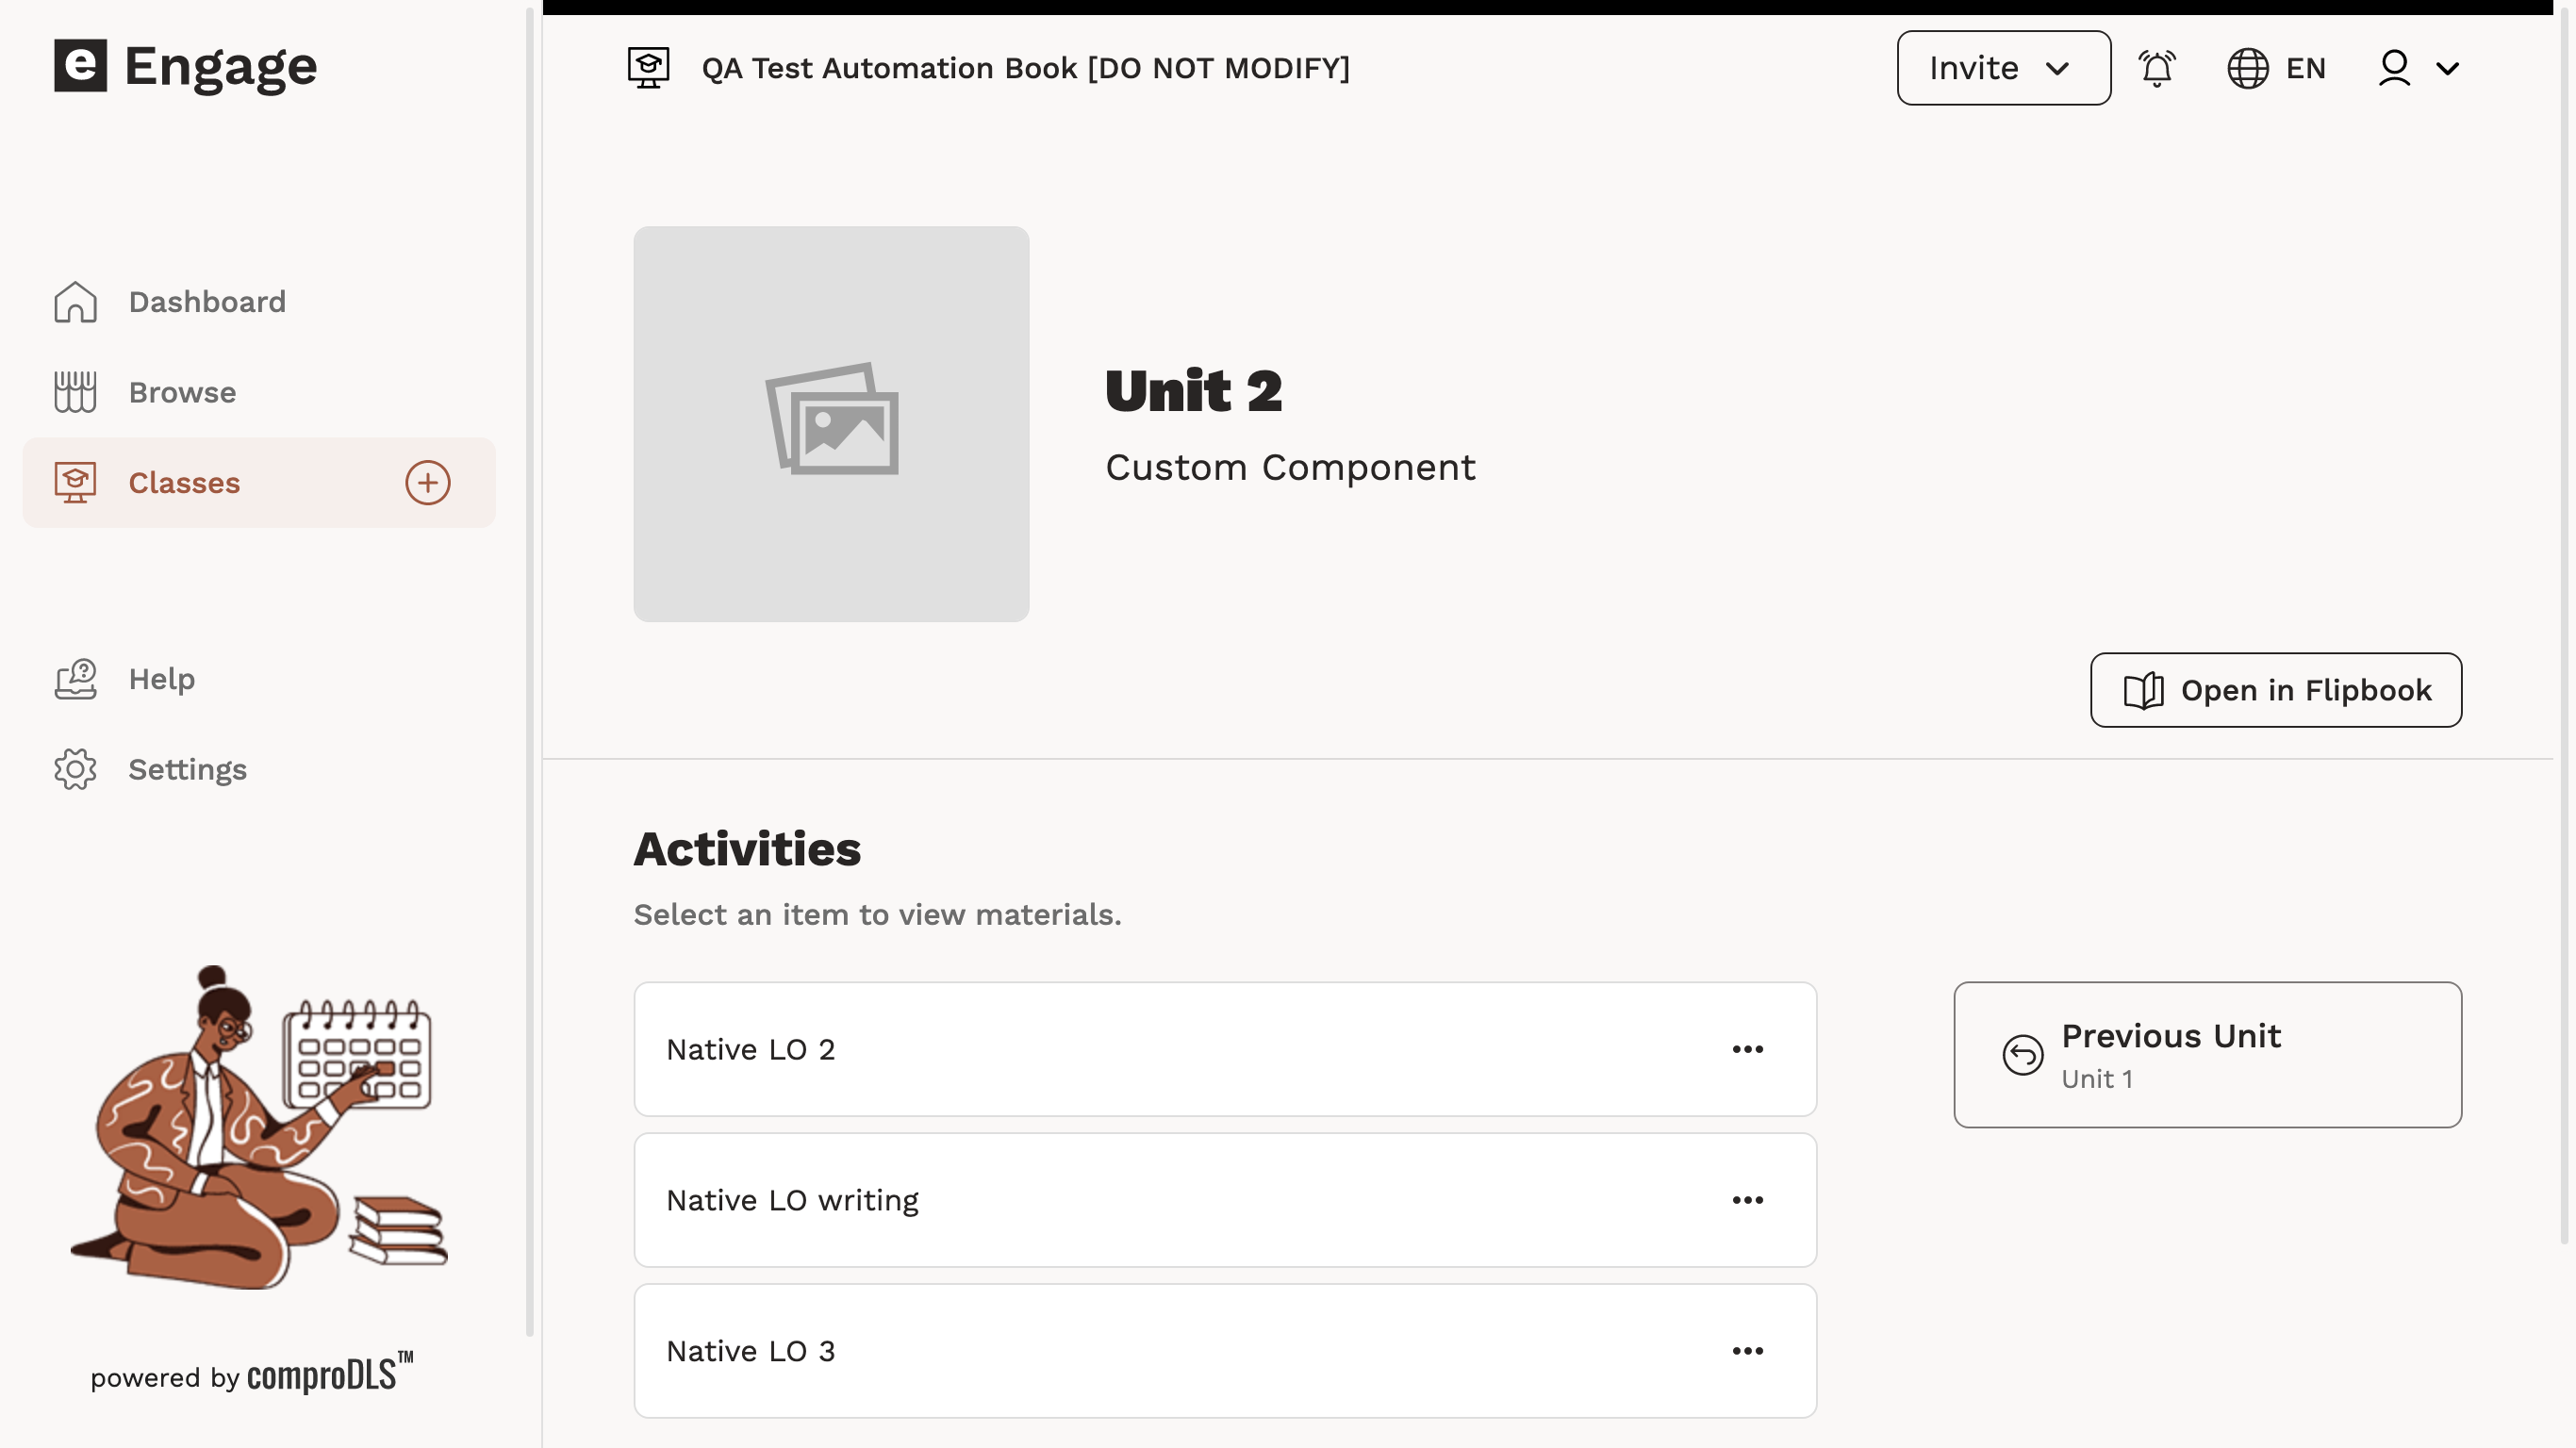 e Engage
Dashboard
Browse
Classes
Help
Settings
powered by comproDLS™
QA Test Automation Book [DO NOT MODIFY]
Invite
EN
Unit 2
Custom Component
Open in Flipbook
Activities
Select an item to view materials.
Native LO 2
Native LO writing
Native LO 3
Previous Unit
Unit 1